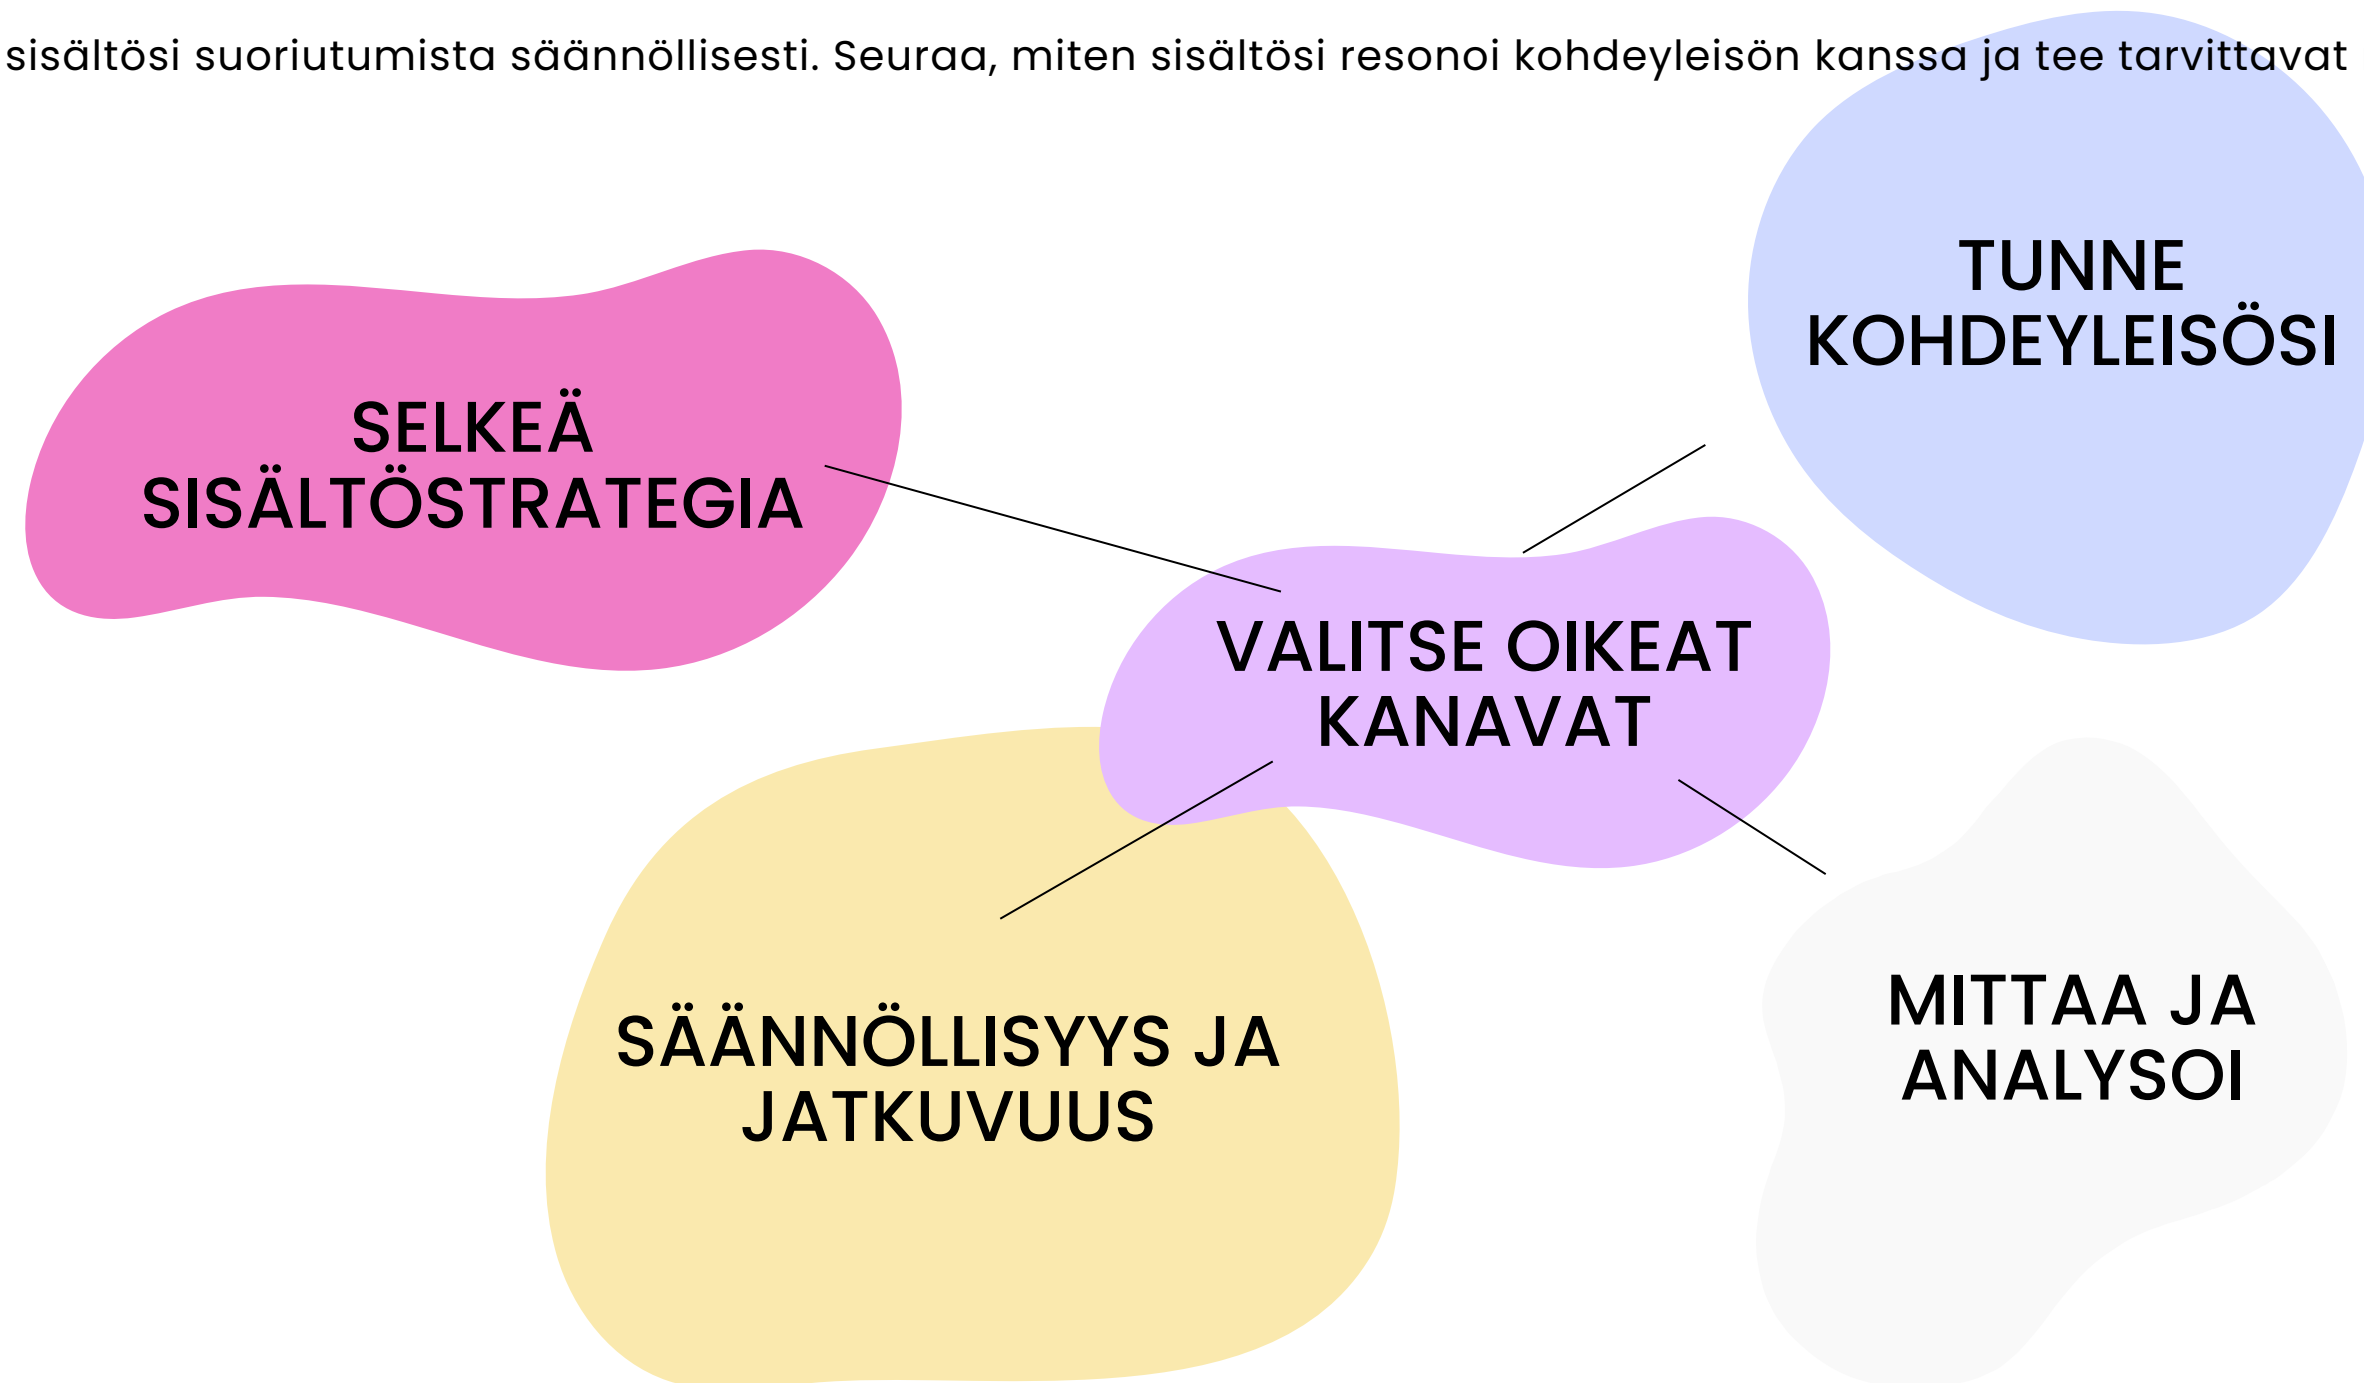 sisältösi suoriutumista säännöllisesti. Seuraa, miten sisältösi resonoi kohdeyleisön kanssa ja tee tarvittavat
TUNNE
KOHDEYLEISÖSI
SELKEÄ
SISÄLTÖSTRATEGIA
VALITSE OIKEAT
KANAVAT
SÄÄNNÖLLISYYS JA
JATKUVUUS
MITTAA JA
ANALYSOI